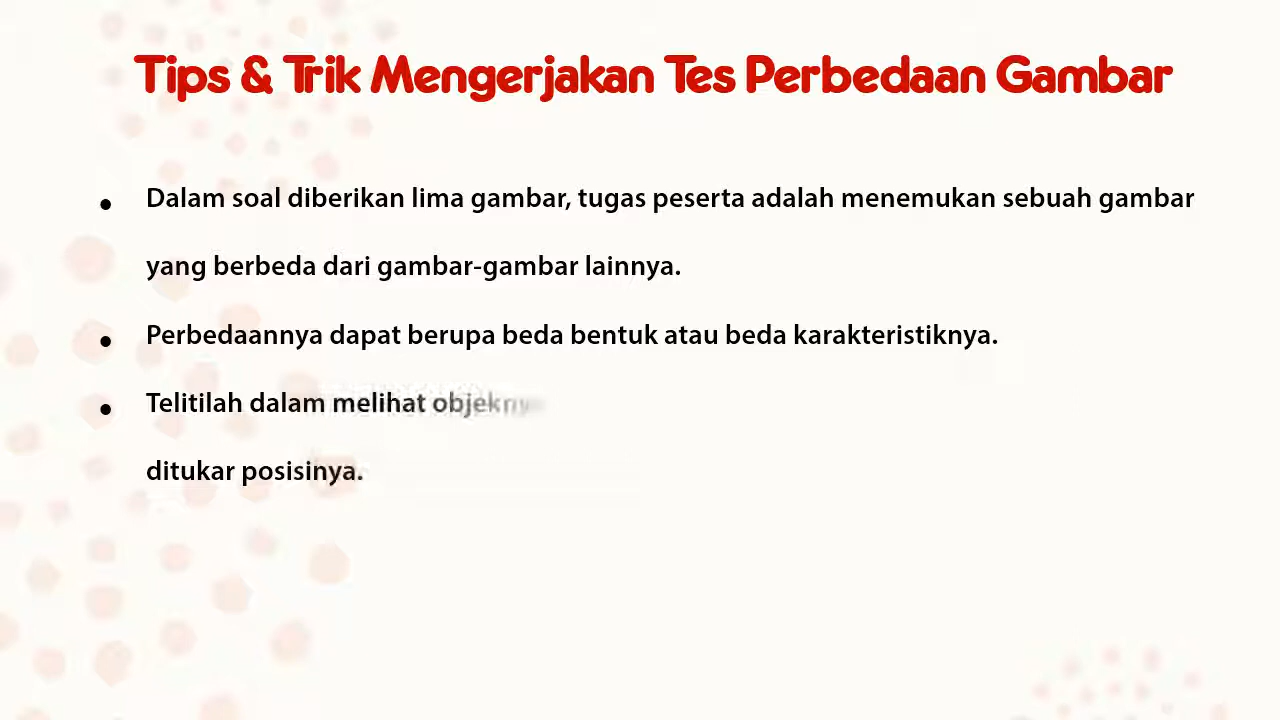 Tips & Trik Mengerjakan Tes Perbedaan Gambar
• Dalam soal diberikan lima gambar, tugas peserta adalah menemukan sebuah gambar
yang berbeda dari gambar-gambar lainnya.
• Perbedaannya dapat berupa beda bentuk atau beda karakteristiknya.
• Telitilah dalam melihat objeknya
ditukar posisinya.